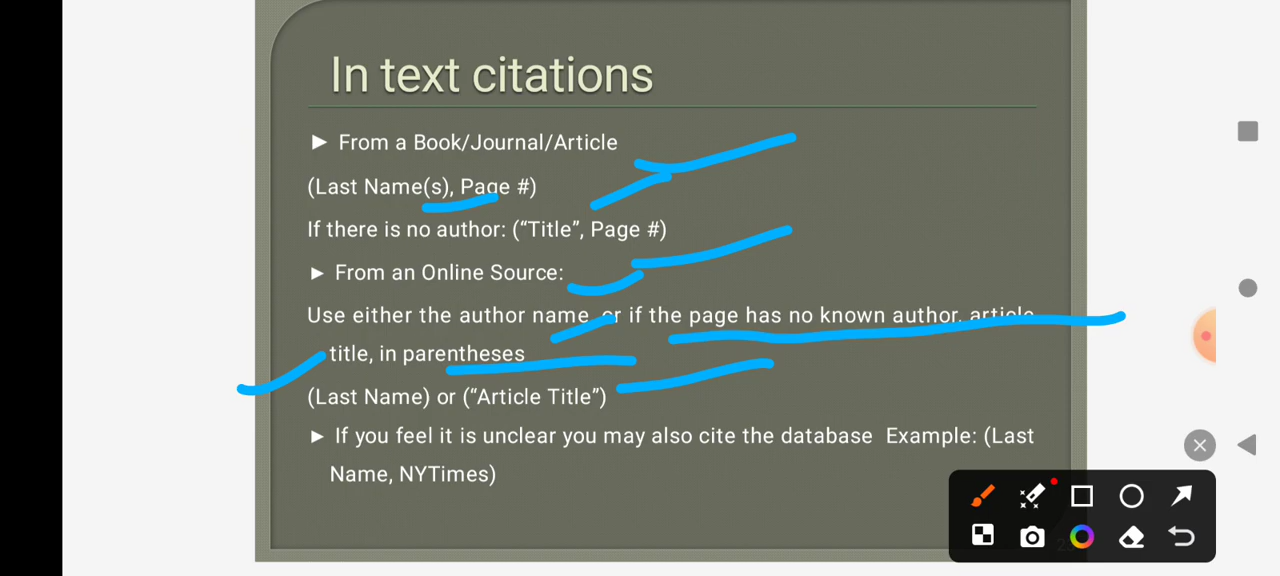 In text citations
► From a Book/Journal/Article
(Last Name(s), Page #)
If there is no author: (“Title”, Page #)
► From an Online Source:
Use either the author name or if the page has no known author, article
title, in parentheses
(Last Name) or (“Article Title”)
► If you feel it is unclear you may also cite the database Example: (Last
Name, NYTimes)